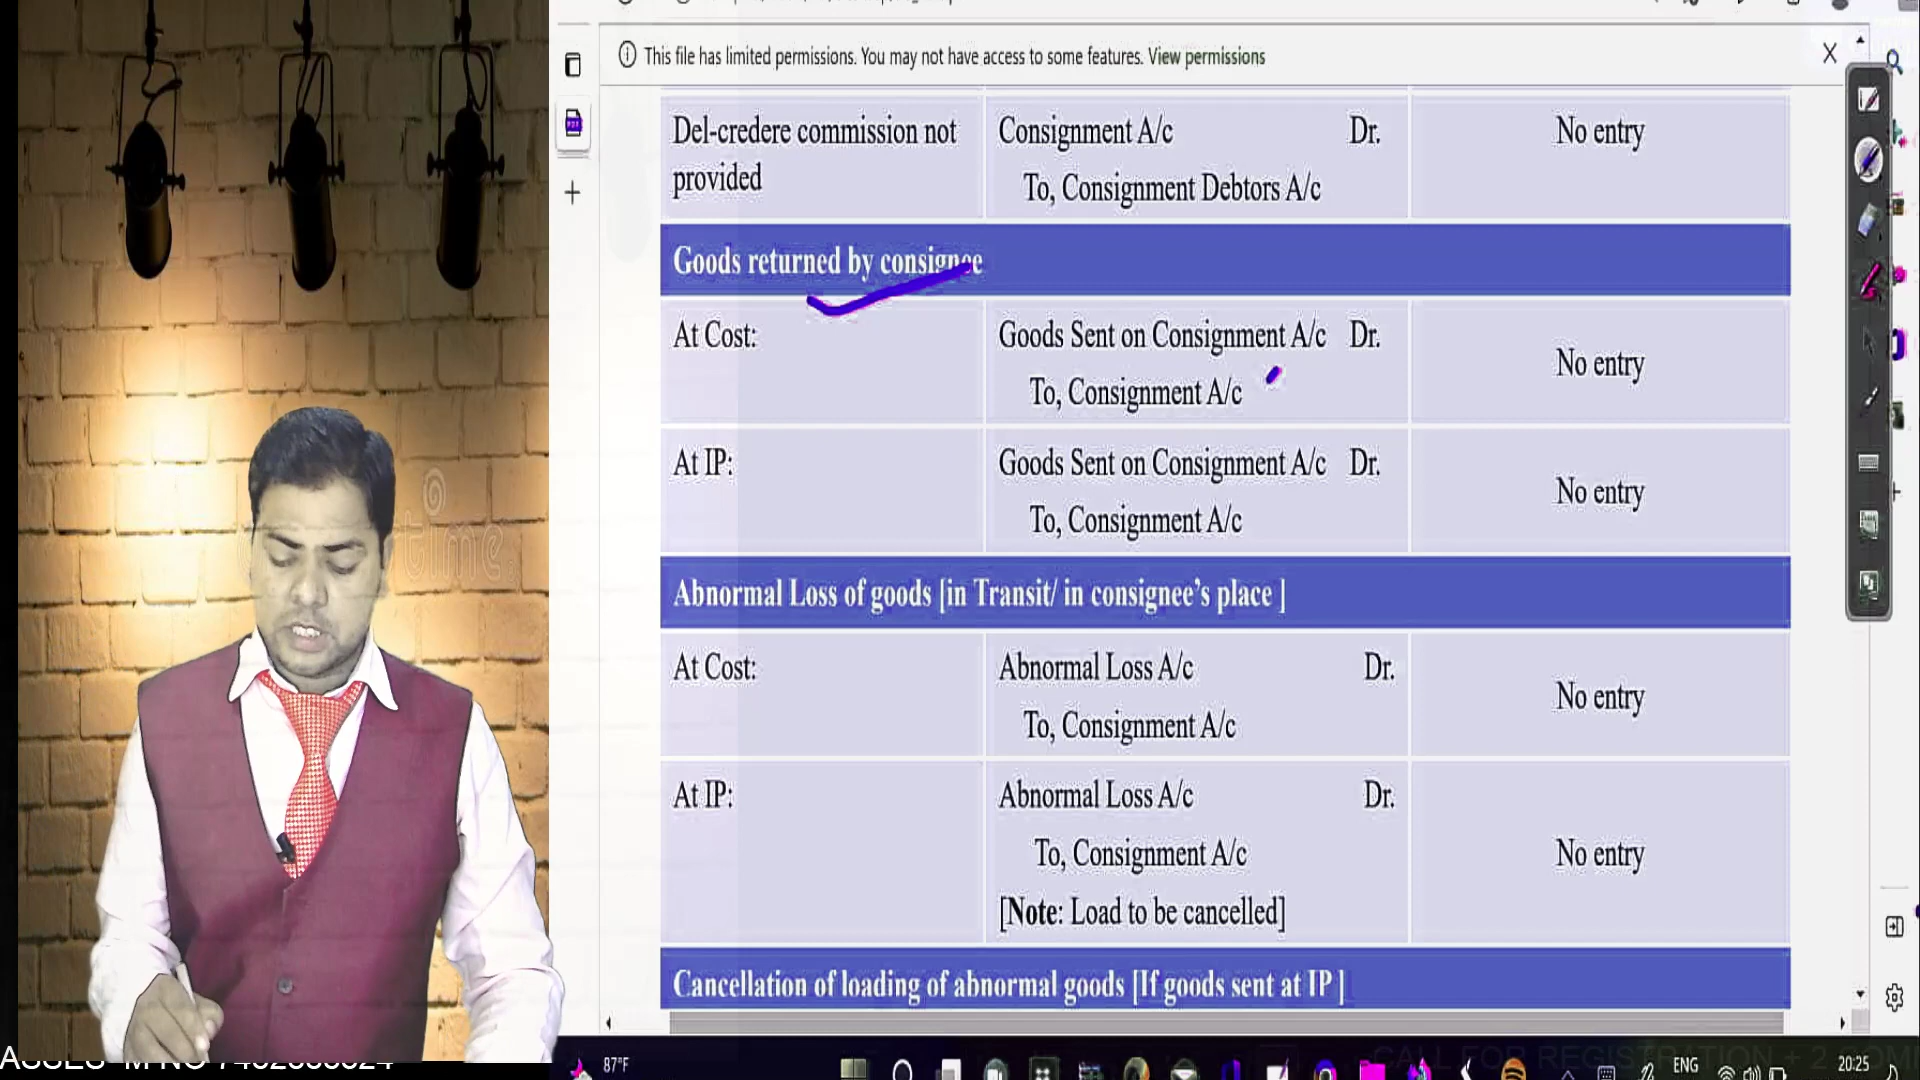 This file has limited permissions. You may not have access to some features. View permissions
Del-credere commission not provided
Consignment A/c Dr.
To, Consignment Debtors A/c
No entry
Goods returned by consignee
At Cost:
Goods Sent on Consignment A/c Dr.
To, Consignment A/c
No entry
At IP:
Goods Sent on Consignment A/c Dr.
To, Consignment A/c
No entry
Abnormal Loss of goods [in Transit/ in consignee's place ]
At Cost:
Abnormal Loss A/c Dr.
To, Consignment A/c
No entry
At IP:
Abnormal Loss A/c Dr.
To, Consignment A/c
[Note: Load to be cancelled]
No entry
Cancellation of loading of abnormal goods [If goods sent at IP ]
time
87°F
ENG
20:25